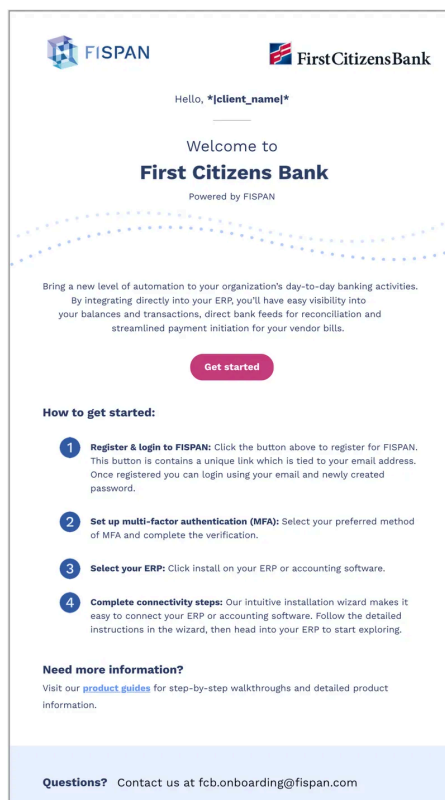 FISPAN
First Citizens Bank
Hello, *|client_name|*
Welcome to
First Citizens Bank
Powered by FISPAN
Bring a new level of automation to your organization's day-to-day banking activities.
By integrating directly into your ERP, you'll have easy visibility into
your balances and transactions, direct bank feeds for reconciliation and
streamlined payment initiation for your vendor bills.
Get started
How to get started:
1 Register & login to FISPAN: Click the button above to register for FISPAN.
This button is contains a unique link which is tied to your email address.
Once registered you can login using your email and newly created
password.
2 Set up multi-factor authentication (MFA): Select your preferred method
of MFA and complete the verification.
3 Select your ERP: Click install on your ERP or accounting software.
4 Complete connectivity steps: Our intuitive installation wizard makes it
easy to connect your ERP or accounting software. Follow the detailed
instructions in the wizard, then head into your ERP to start exploring.
Need more information?
Visit our product guides for step-by-step walkthroughs and detailed product
information.
Questions? Contact us at fcb.onboarding@fispan.com